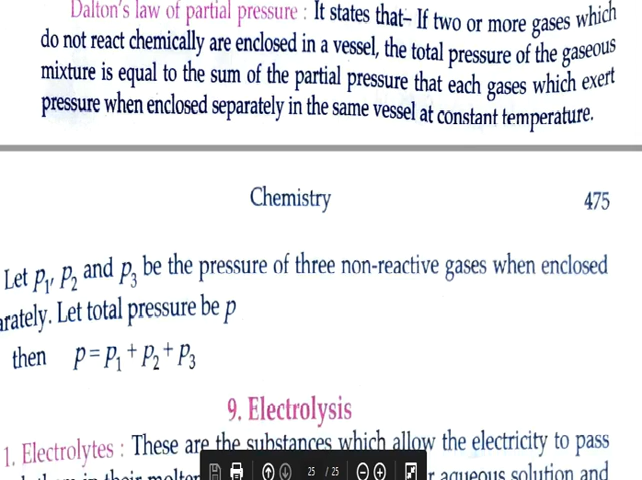 Dalton's law of partial pressure : It states that– If two or more gases which
do not react chemically are enclosed in a vessel, the total pressure of the gaseous
mixture is equal to the sum of the partial pressure that each gases which exert
pressure when enclosed separately in the same vessel at constant temperature.
Chemistry 475
Let p₁, p₂ and p₃ be the pressure of three non-reactive gases when enclosed
arately. Let total pressure be p
then p = p₁ + p₂ + p₃
9. Electrolysis
1. Electrolytes : These are the substances which allow the electricity to pass
in their molten
25 / 25
r aqueous solution and